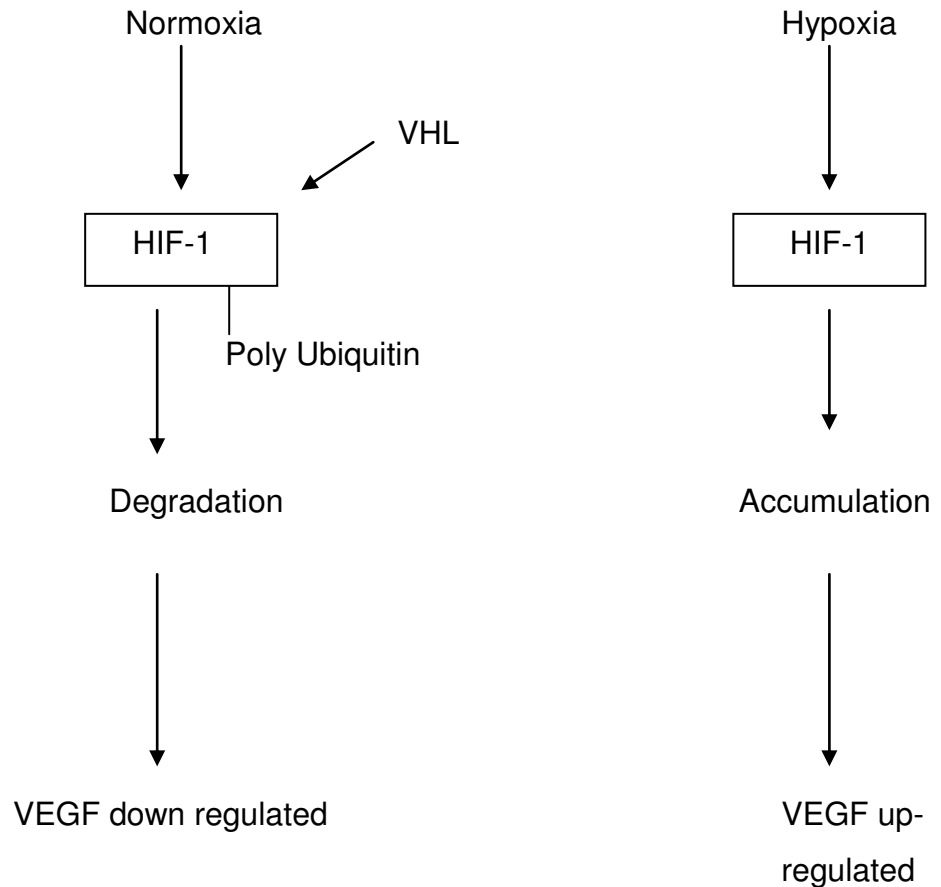 Normoxia
Hypoxia
VHL
HIF-1
HIF-1
Poly Ubiquitin
Degradation
Accumulation
VEGF down regulated
VEGF up-
regulated